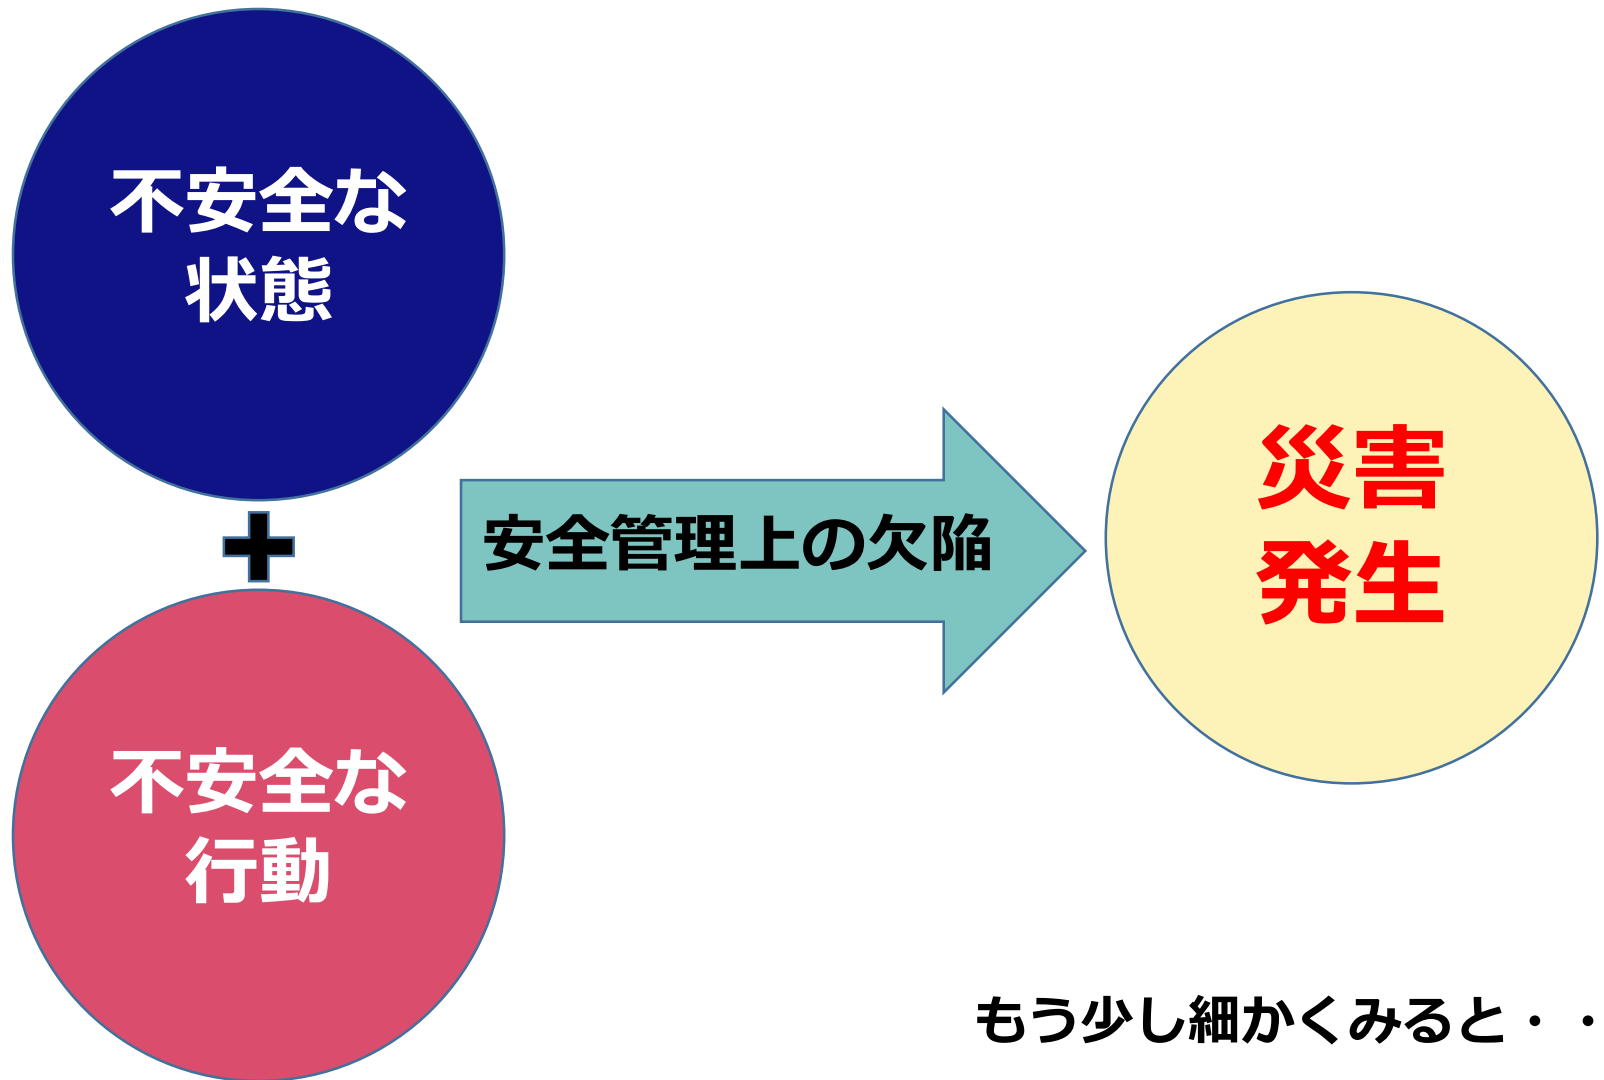 不安全な
状態
+
不安全な
行動
安全管理上の欠陥
災害
発生
もう少し細かくみると・・